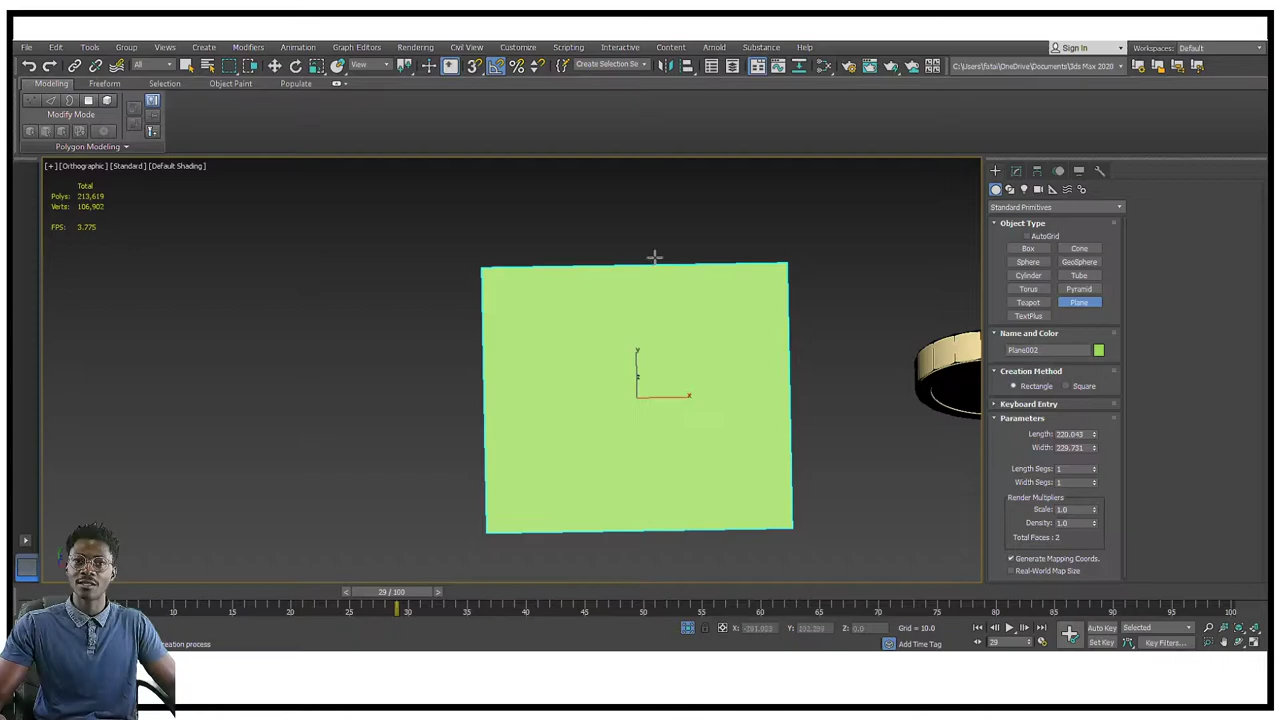 File Edit Tools Group Views Create Modifiers Animation Graph Editors Rendering Civil View Customize Scripting Interactive Content Arnold Substance Help Sign In Workspaces: Default
All View Create Selection Se C:\Users\fatai\OneDrive\Documents\3ds Max 2020
Modeling Freeform Selection Object Paint Populate
Modify Mode
Polygon Modeling
[+] [Orthographic] [Standard] [Default Shading]
Total
Polys: 213,619
Verts: 106,902
FPS: 3.775
y
z
x
Standard Primitives
Object Type
AutoGrid
Box Cone
Sphere GeoSphere
Cylinder Tube
Torus Pyramid
Teapot Plane
TextPlus
Name and Color
Plane002
Creation Method
Rectangle Square
Keyboard Entry
Parameters
Length: 220.043
Width: 229.731
Length Segs: 1
Width Segs: 1
Render Multipliers
Scale: 1.0
Density: 1.0
Total Faces : 2
Generate Mapping Coords.
Real-World Map Size
29 / 100
10 15 20 25 30 35 40 45 50 55 60 65 70 75 80 85 90 95 100
X: Y: Z: 0.0 Grid = 10.0 Auto Key Selected
creation process Add Time Tag 29 Set Key Key Filters...